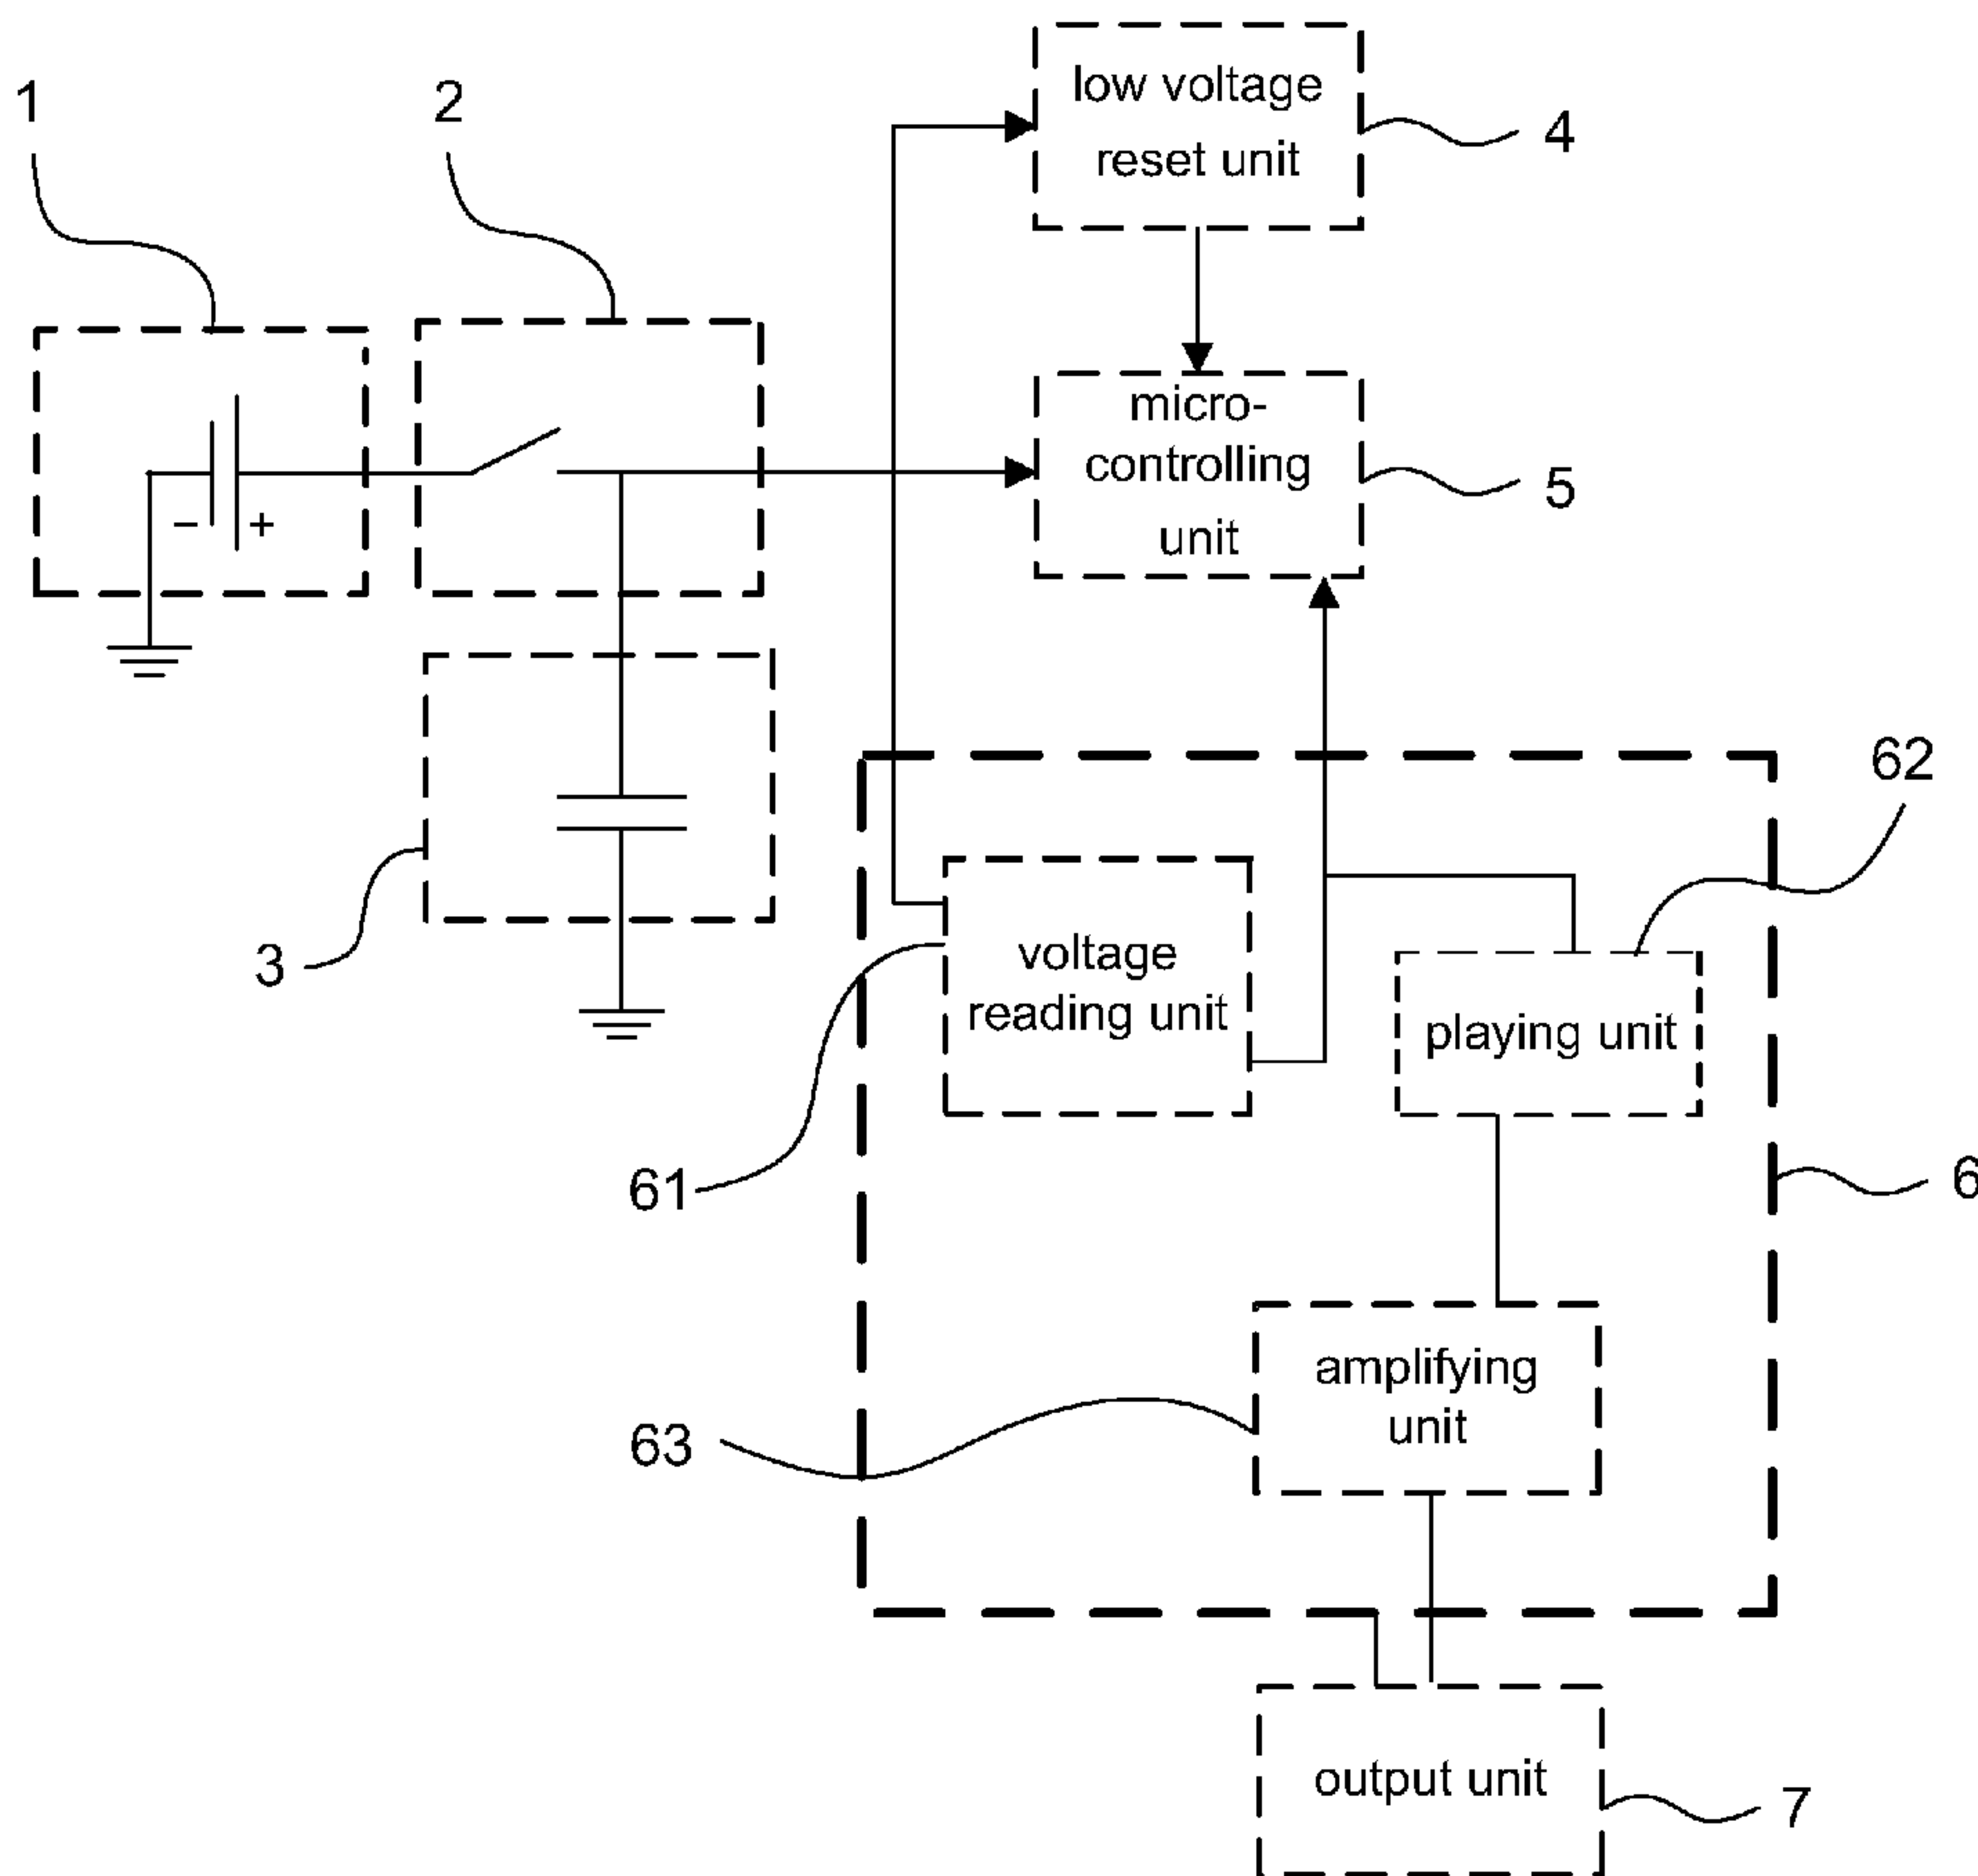 1
2
low voltage
reset unit
4
micro-
controlling
unit
5
− +
3
62
voltage
reading unit
playing unit
61
6
amplifying
unit
63
output unit
7